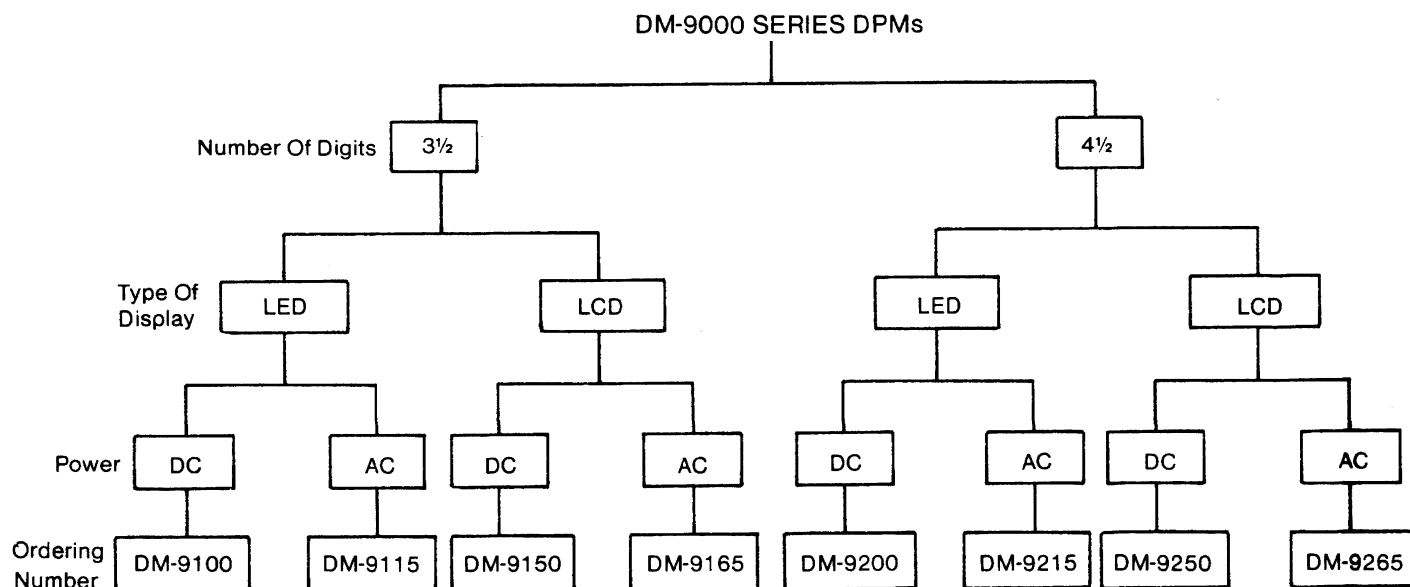 DM-9000 SERIES DPMs
Number Of Digits
3½
4½
Type Of
Display
LED
LCD
LED
LCD
Power
DC
AC
DC
AC
DC
AC
DC
AC
Ordering
Number
DM-9100
DM-9115
DM-9150
DM-9165
DM-9200
DM-9215
DM-9250
DM-9265